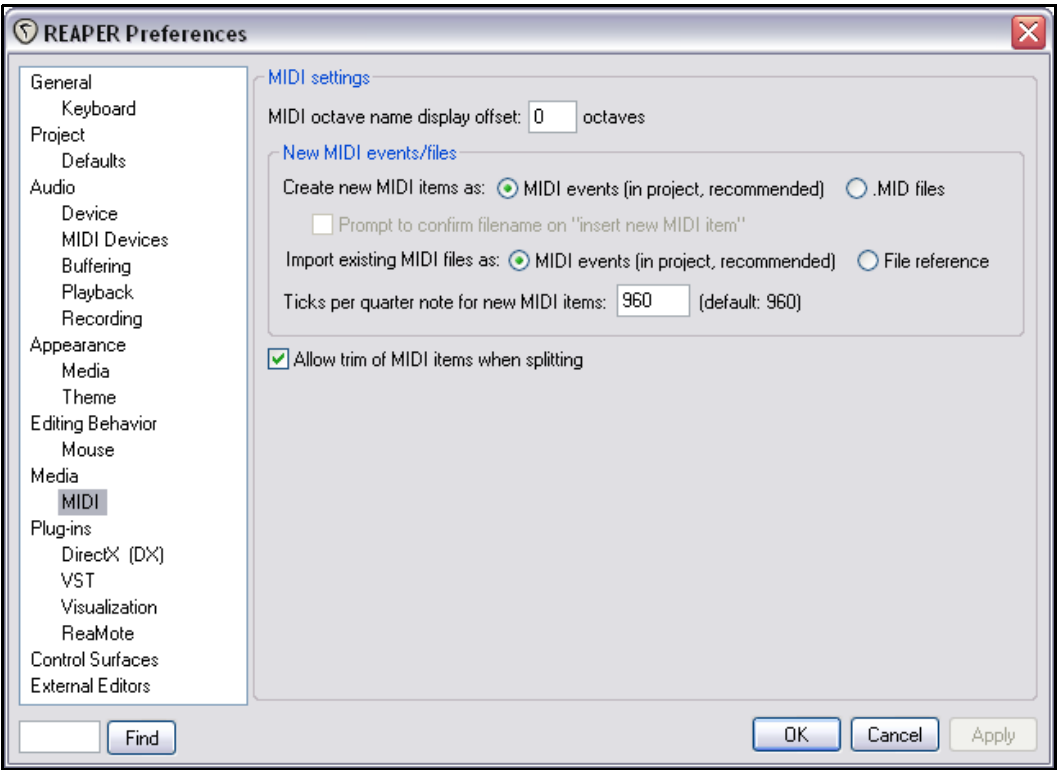 REAPER Preferences
General
Keyboard
Project
Defaults
Audio
Device
MIDI Devices
Buffering
Playback
Recording
Appearance
Media
Theme
Editing Behavior
Mouse
Media
MIDI
Plug-ins
DirectX (DX)
VST
Visualization
ReaMote
Control Surfaces
External Editors
Find
MIDI settings
MIDI octave name display offset: 0 octaves
New MIDI events/files
Create new MIDI items as: MIDI events (in project, recommended) .MID files
Prompt to confirm filename on "insert new MIDI item"
Import existing MIDI files as: MIDI events (in project, recommended) File reference
Ticks per quarter note for new MIDI items: 960 (default: 960)
Allow trim of MIDI items when splitting
OK Cancel Apply